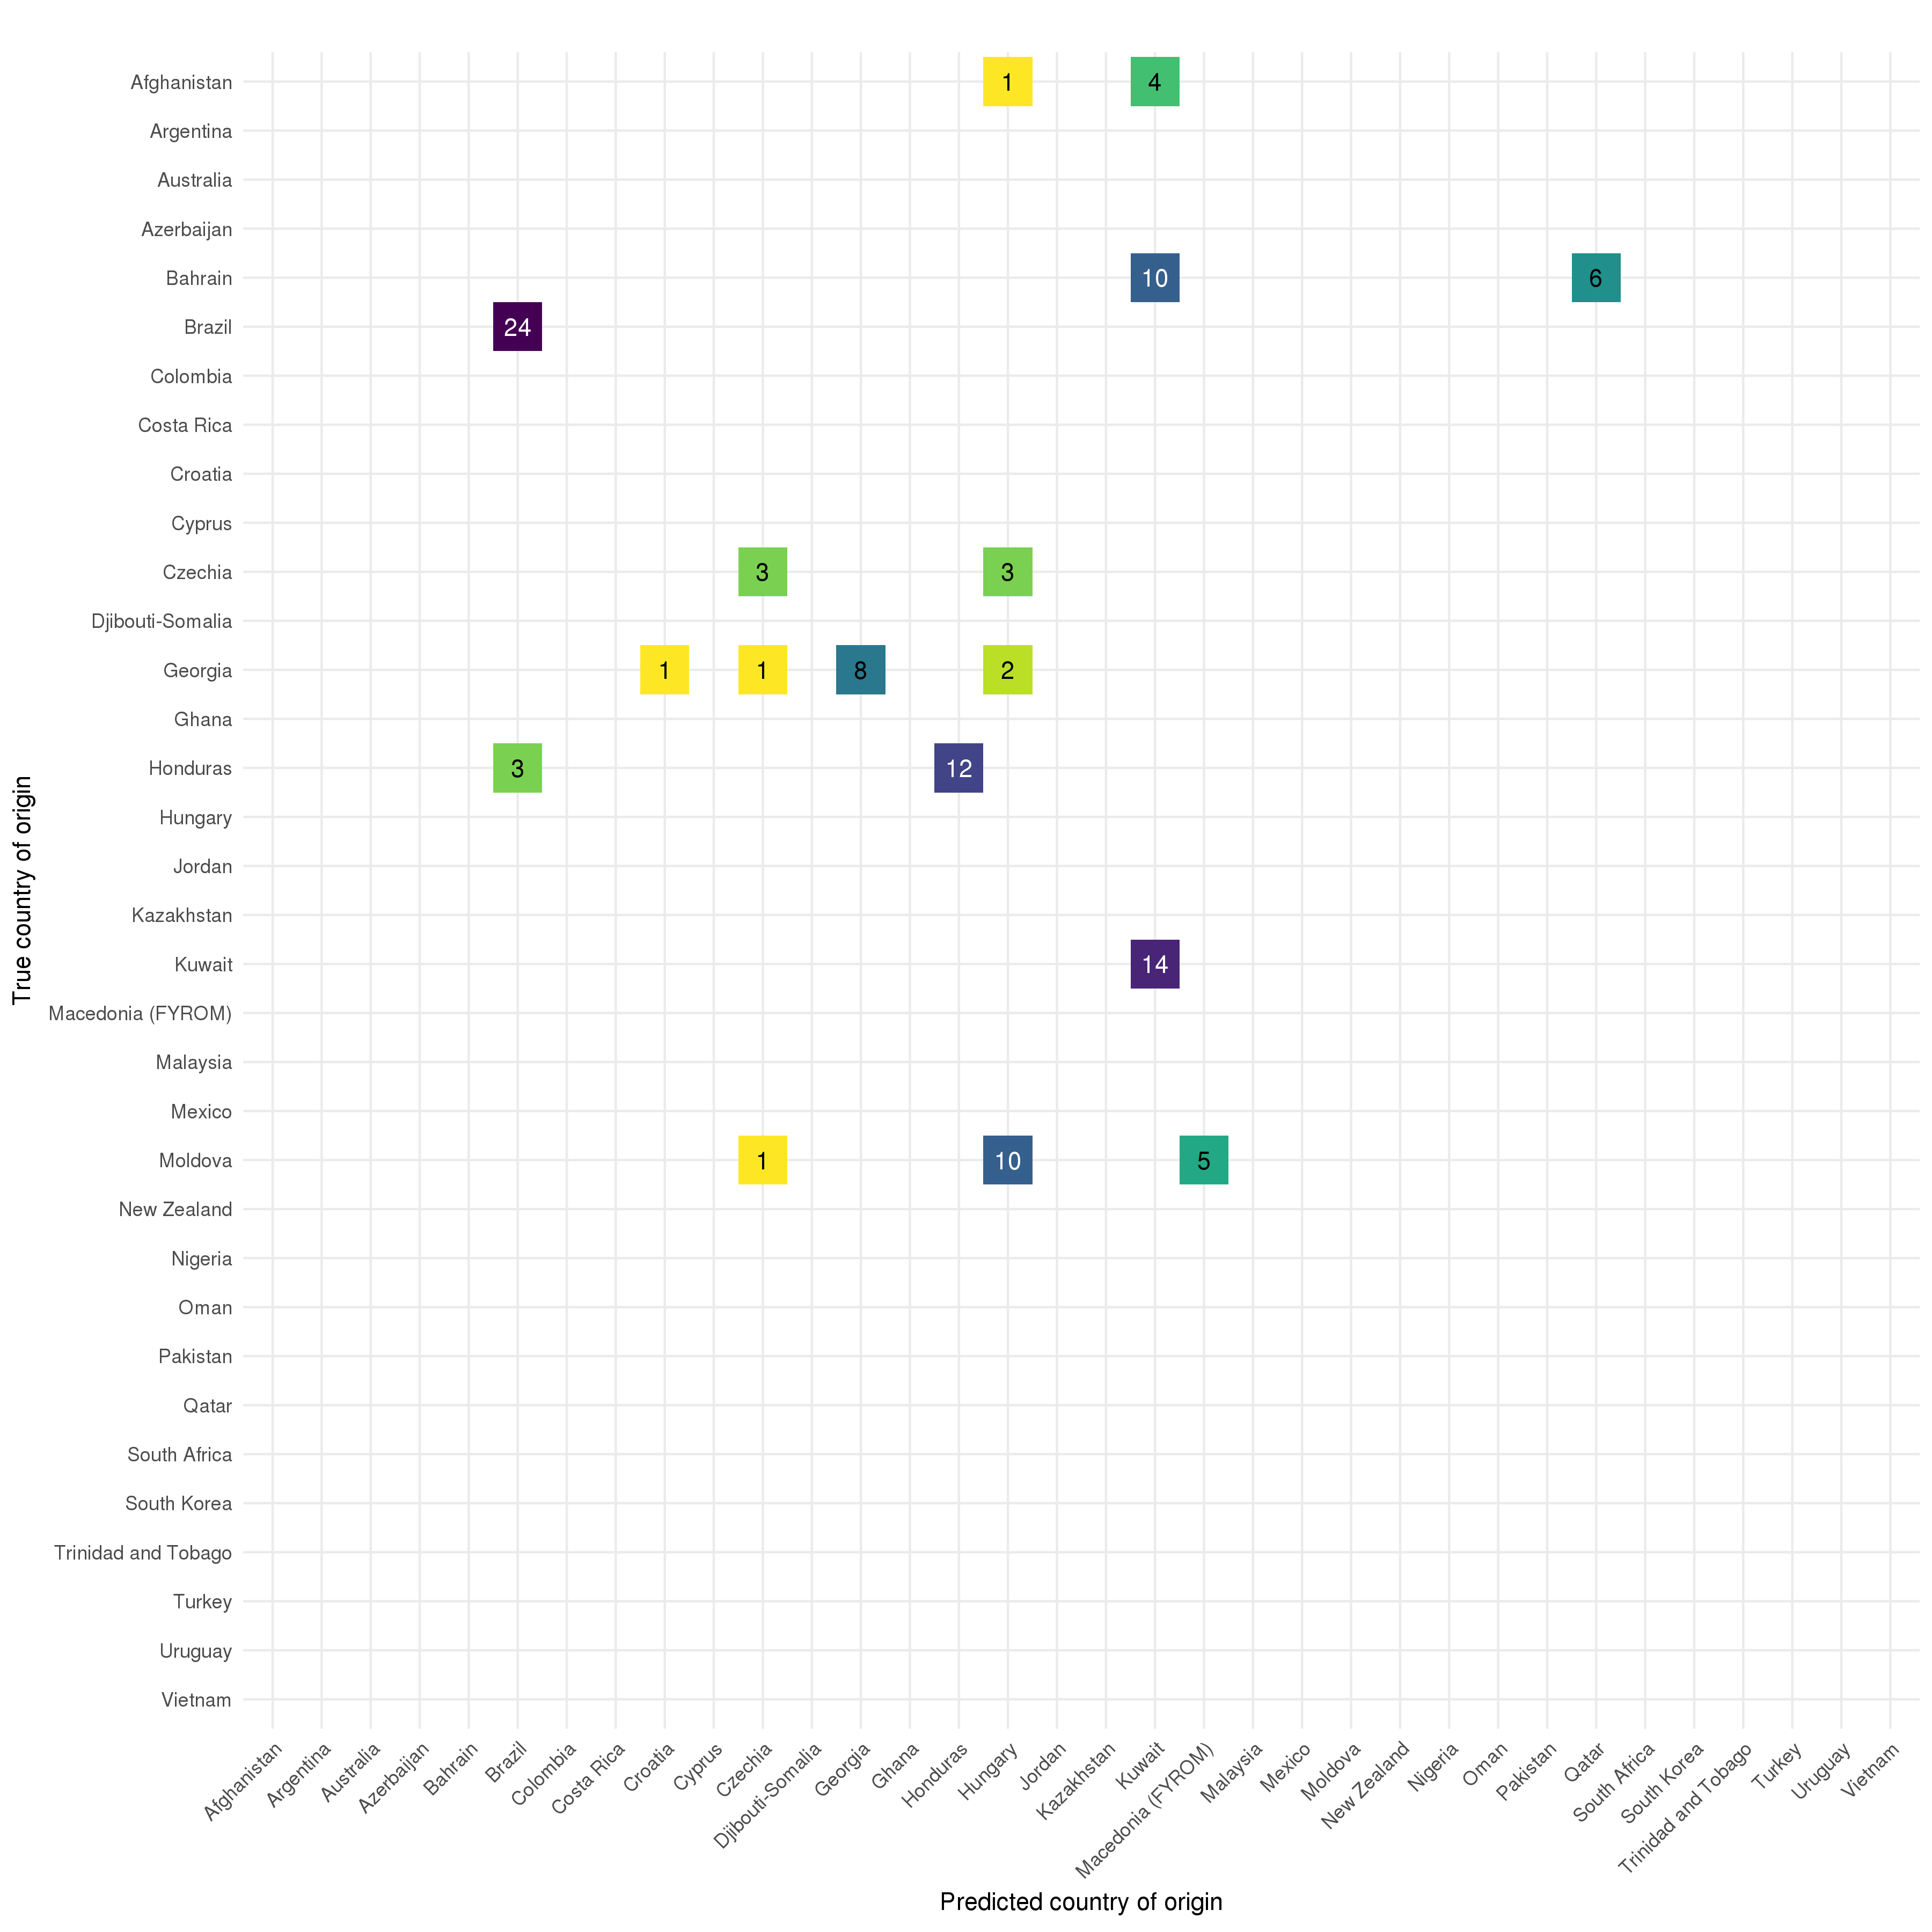 Afghanistan 1 4
Argentina
Australia
Azerbaijan
Bahrain 10 6
Brazil 24
Colombia
Costa Rica
Croatia
Cyprus
Czechia 3 3
Djibouti-Somalia
Georgia 1 1 8 2
Ghana
Honduras 3 12
Hungary
Jordan
Kazakhstan
Kuwait 14
Macedonia (FYROM)
Malaysia
Mexico
Moldova 1 10 5
New Zealand
Nigeria
Oman
Pakistan
Qatar
South Africa
South Korea
Trinidad and Tobago
Turkey
Uruguay
Vietnam
True country of origin
Afghanistan
Argentina
Australia
Azerbaijan
Bahrain
Brazil
Colombia
Costa Rica
Croatia
Cyprus
Czechia
Djibouti-Somalia
Georgia
Ghana
Honduras
Hungary
Jordan
Kazakhstan
Kuwait
Macedonia (FYROM)
Malaysia
Mexico
Moldova
New Zealand
Nigeria
Oman
Pakistan
Qatar
South Africa
South Korea
Trinidad and Tobago
Turkey
Uruguay
Vietnam
Predicted country of origin